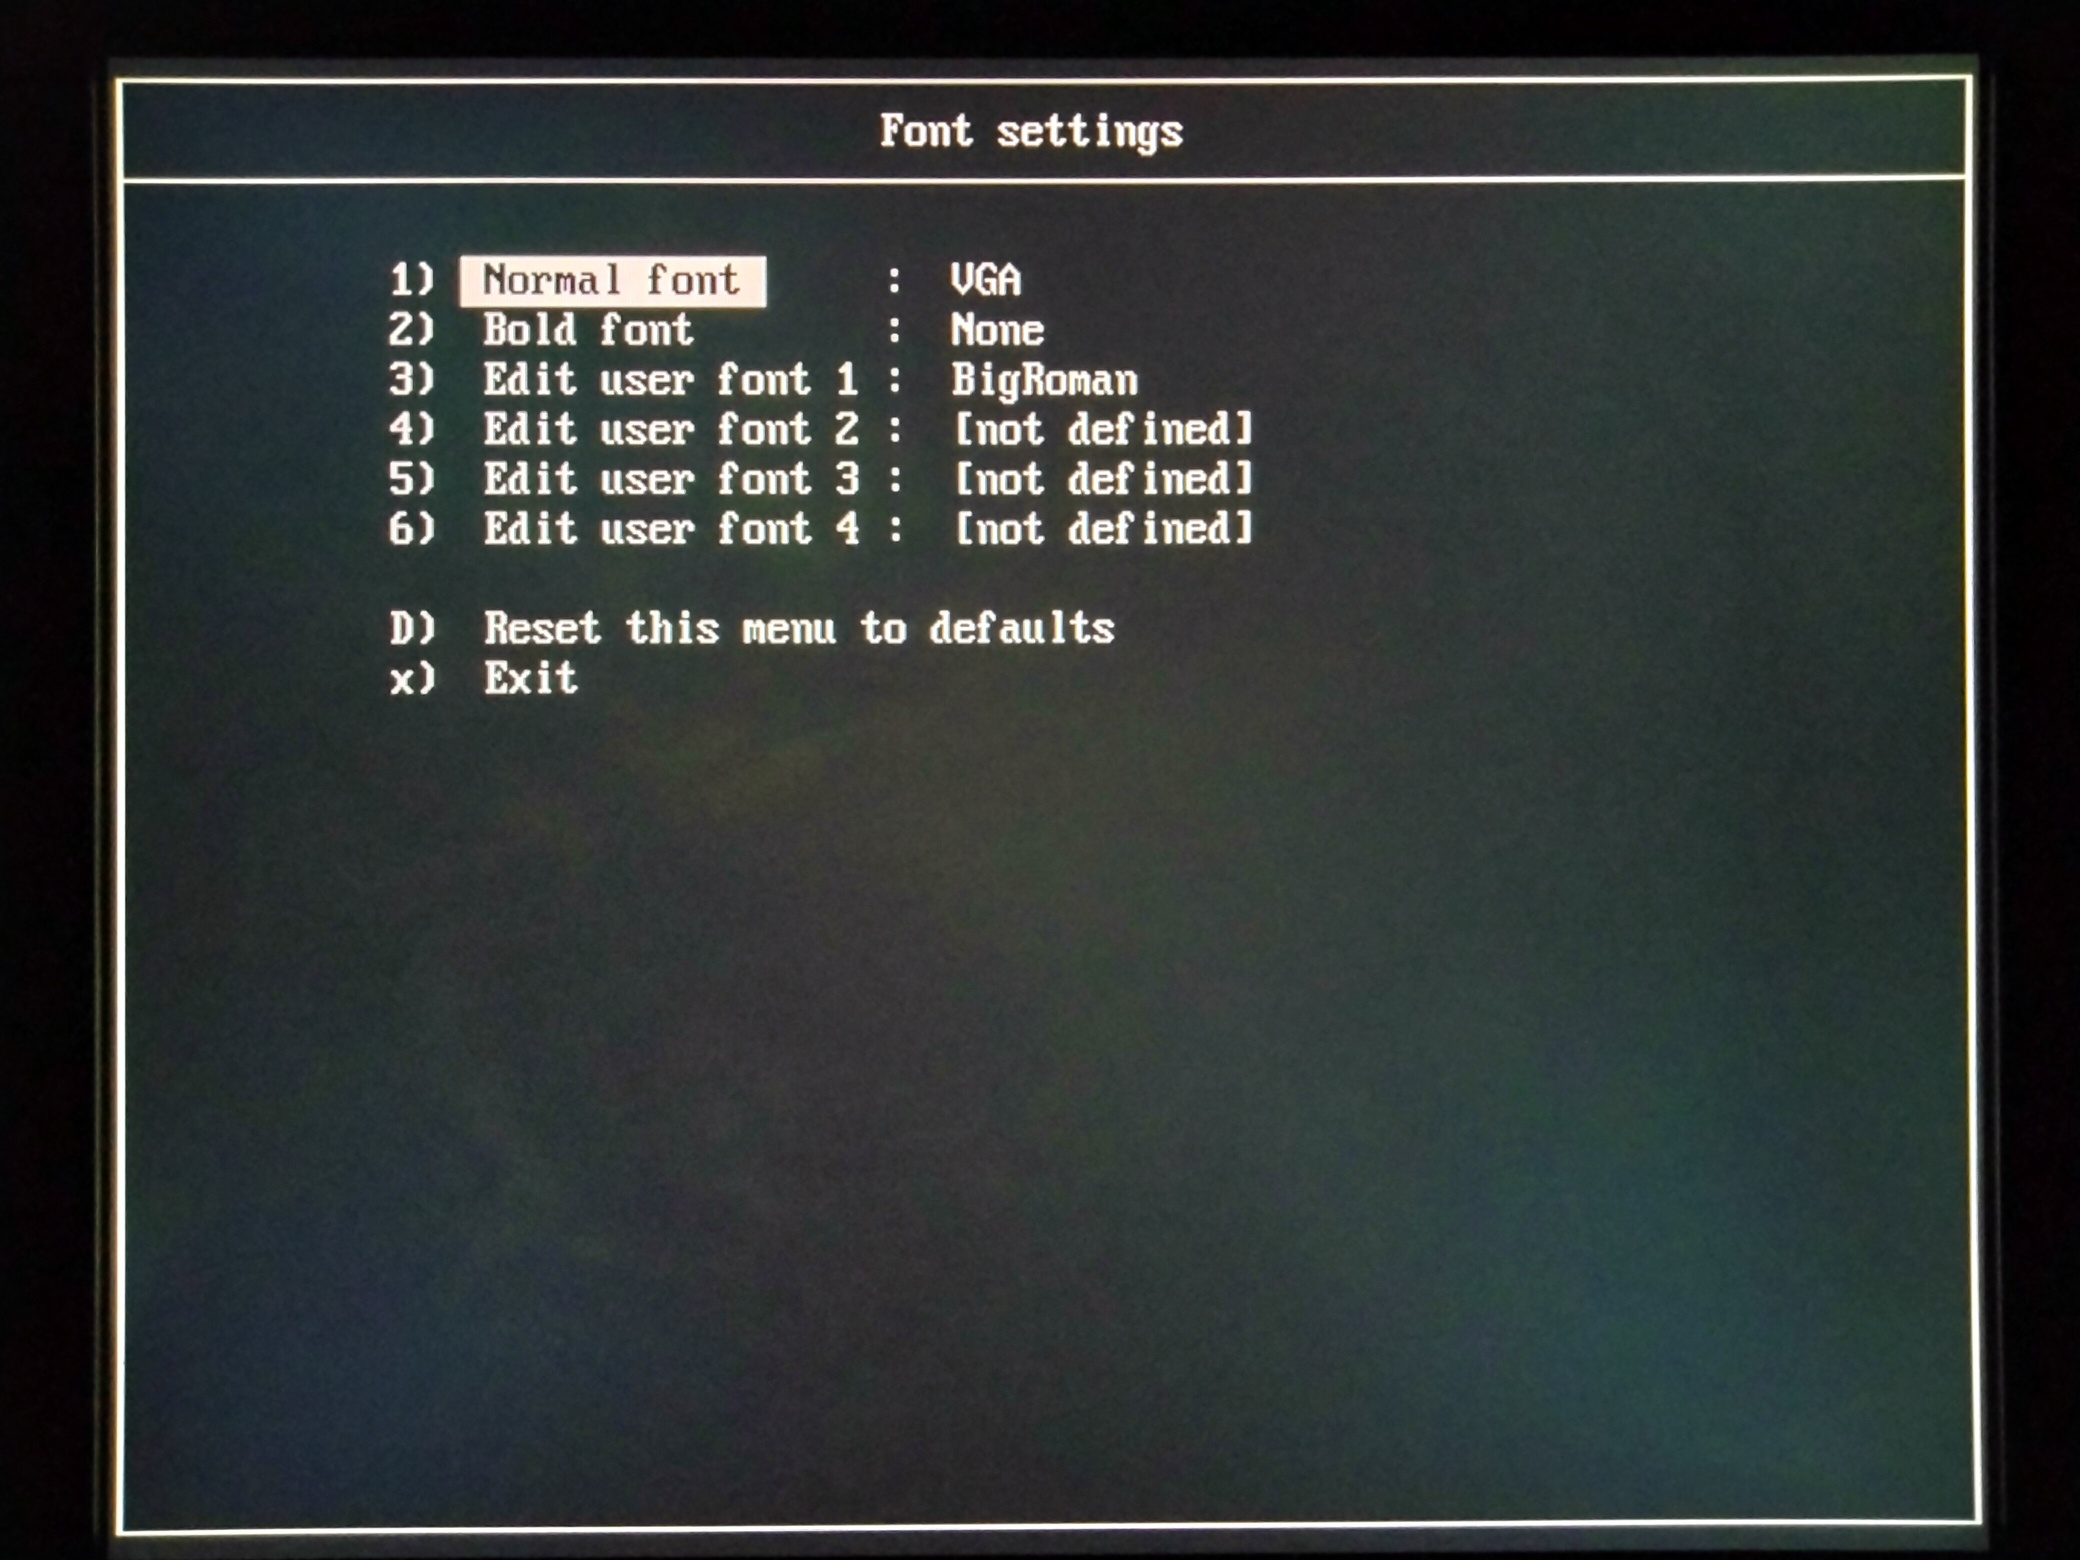 Font settings
1) Normal font : VGA
2) Bold font : None
3) Edit user font 1 : BigRoman
4) Edit user font 2 : [not defined]
5) Edit user font 3 : [not defined]
6) Edit user font 4 : [not defined]
D) Reset this menu to defaults
x) Exit